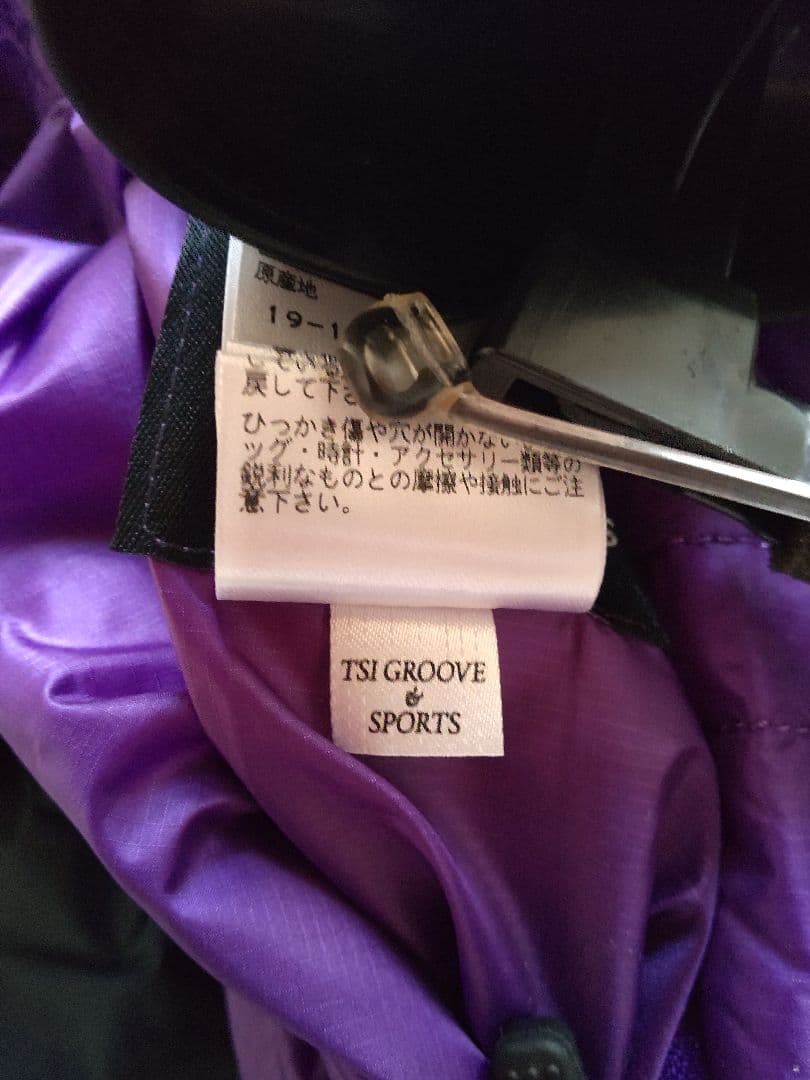 原産地
19-1
戻して下さ
ひっかき傷や穴が開かない
ッグ・時計・アクセサリー類等の
鋭利なものとの摩擦や接触にご注
意下さい。
TSI GROOVE
&
SPORTS